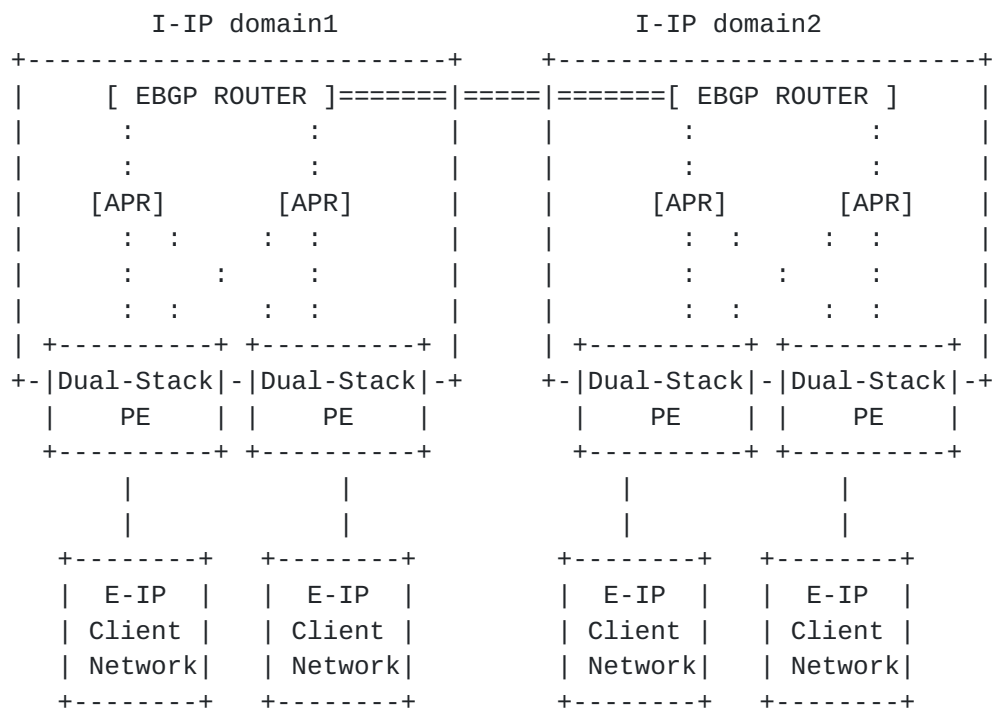 I-IP domain1 I-IP domain2
[ EBGP ROUTER ]=======|=====|=======[ EBGP ROUTER ]
[APR] [APR] [APR] [APR]
+-|Dual-Stack|-|Dual-Stack|-+ +-|Dual-Stack|-|Dual-Stack|-+
| PE | | PE | | PE | | PE |
| E-IP | | E-IP | | E-IP | | E-IP |
| Client | | Client | | Client | | Client |
| Network| | Network| | Network| | Network|